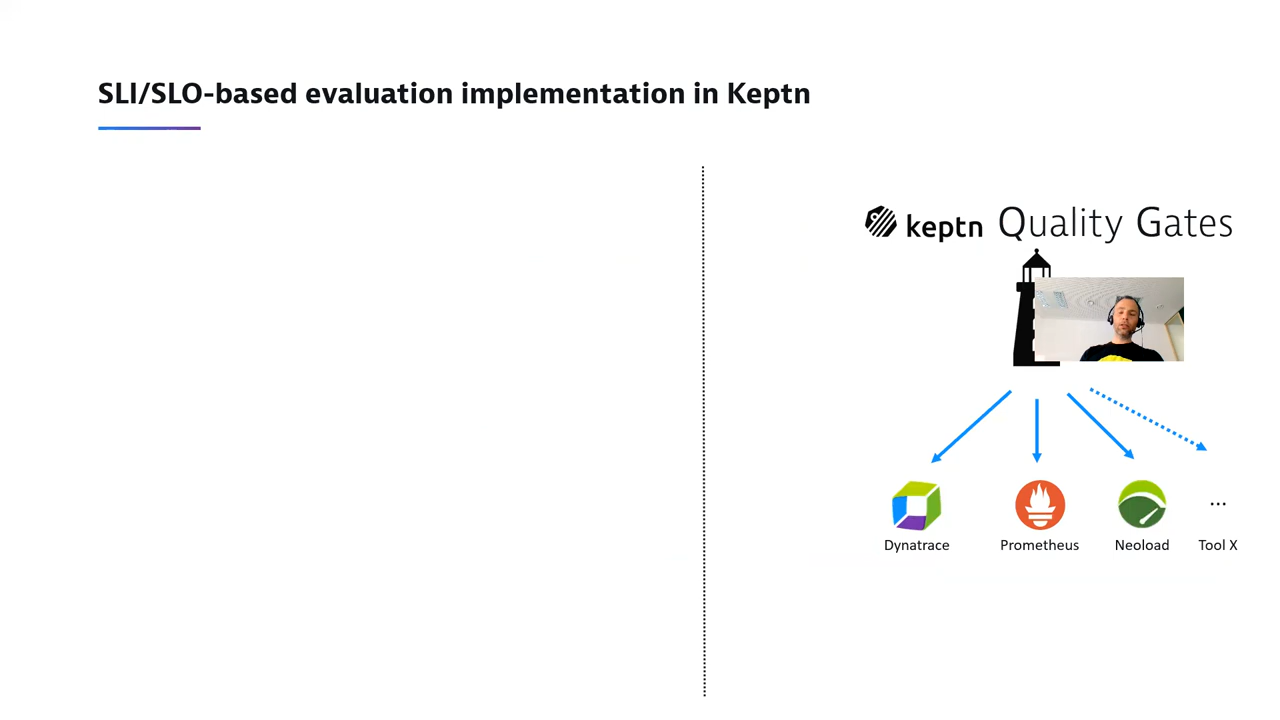 SLI/SLO-based evaluation implementation in Keptn
keptn Quality Gates
Dynatrace
Prometheus
Neoload
...
Tool X